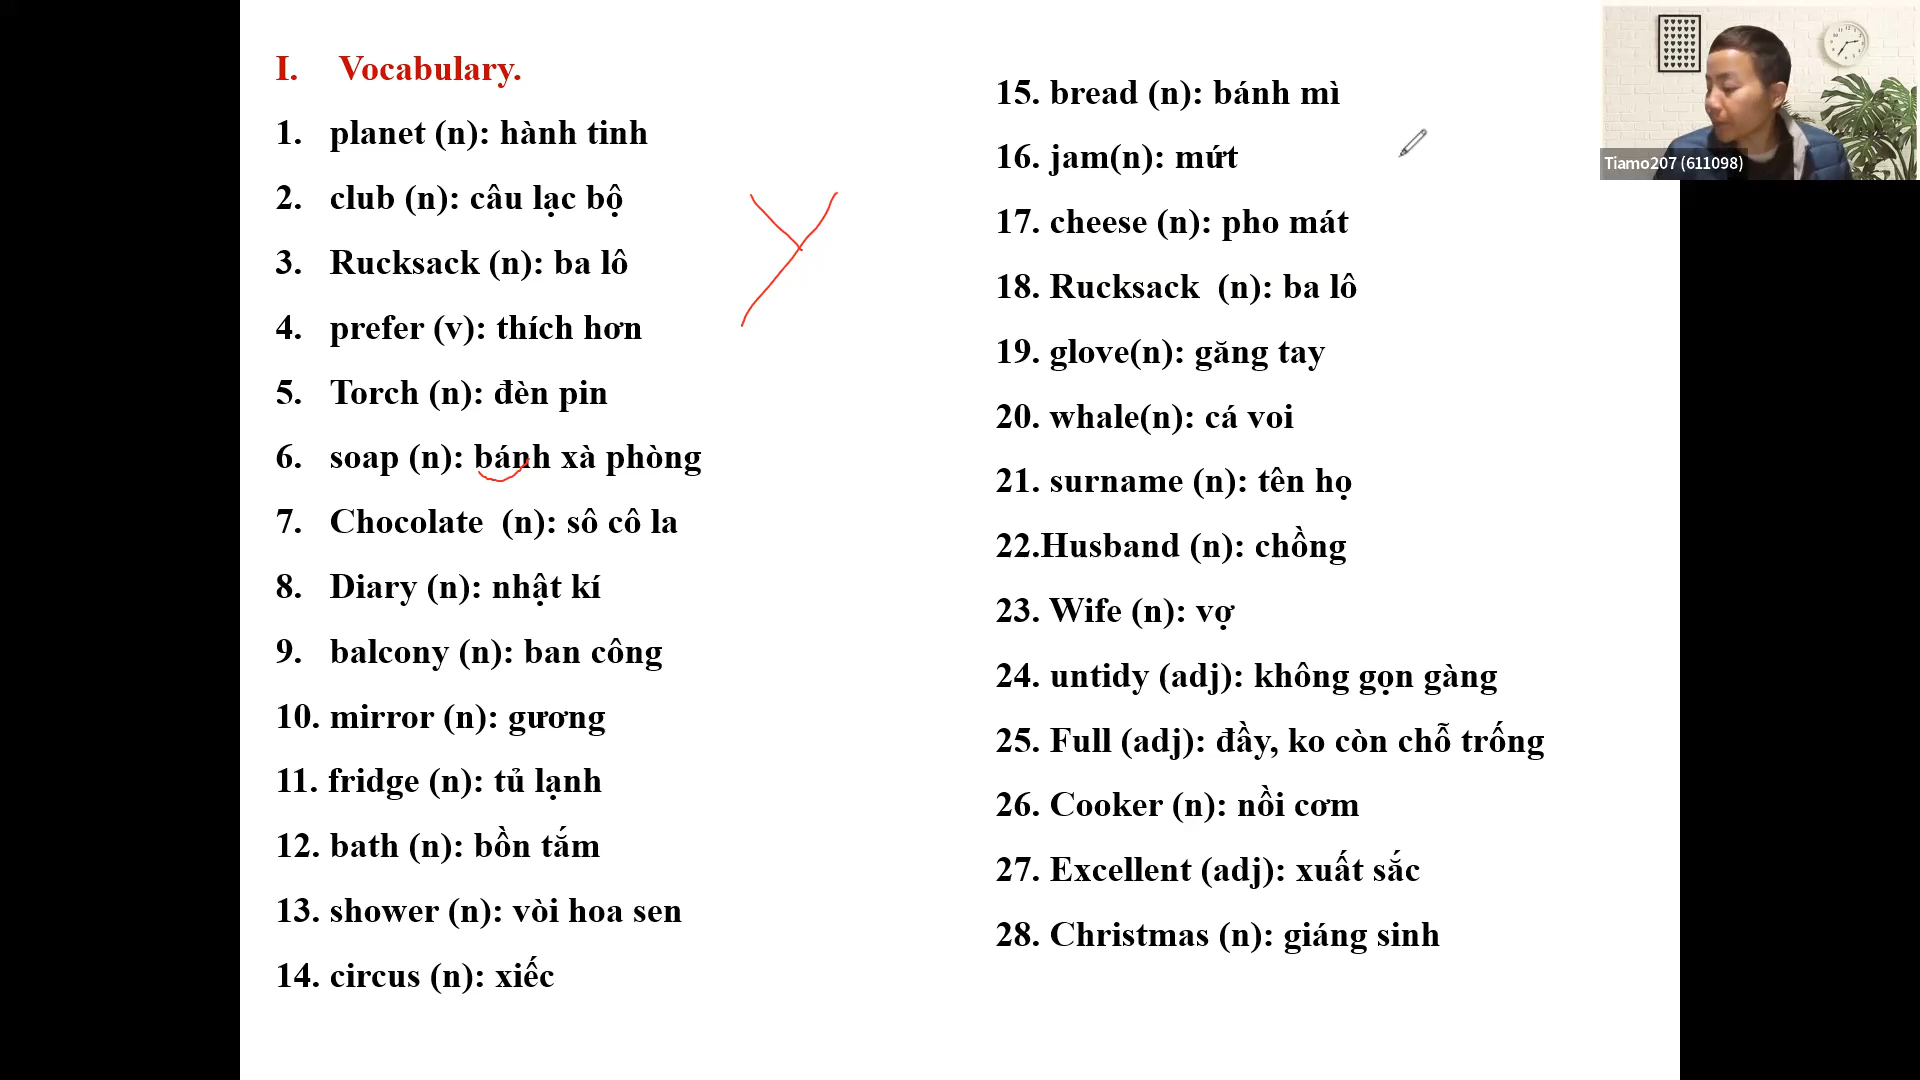 I. Vocabulary.
1. planet (n): hành tinh
2. club (n): câu lạc bộ
3. Rucksack (n): ba lô
4. prefer (v): thích hơn
5. Torch (n): đèn pin
6. soap (n): bánh xà phòng
7. Chocolate (n): sô cô la
8. Diary (n): nhật kí
9. balcony (n): ban công
10. mirror (n): gương
11. fridge (n): tủ lạnh
12. bath (n): bồn tắm
13. shower (n): vòi hoa sen
14. circus (n): xiếc
15. bread (n): bánh mì
16. jam(n): mứt
17. cheese (n): pho mát
18. Rucksack (n): ba lô
19. glove(n): găng tay
20. whale(n): cá voi
21. surname (n): tên họ
22.Husband (n): chồng
23. Wife (n): vợ
24. untidy (adj): không gọn gàng
25. Full (adj): đầy, ko còn chỗ trống
26. Cooker (n): nồi cơm
27. Excellent (adj): xuất sắc
28. Christmas (n): giáng sinh
Tiamo207 (611098)